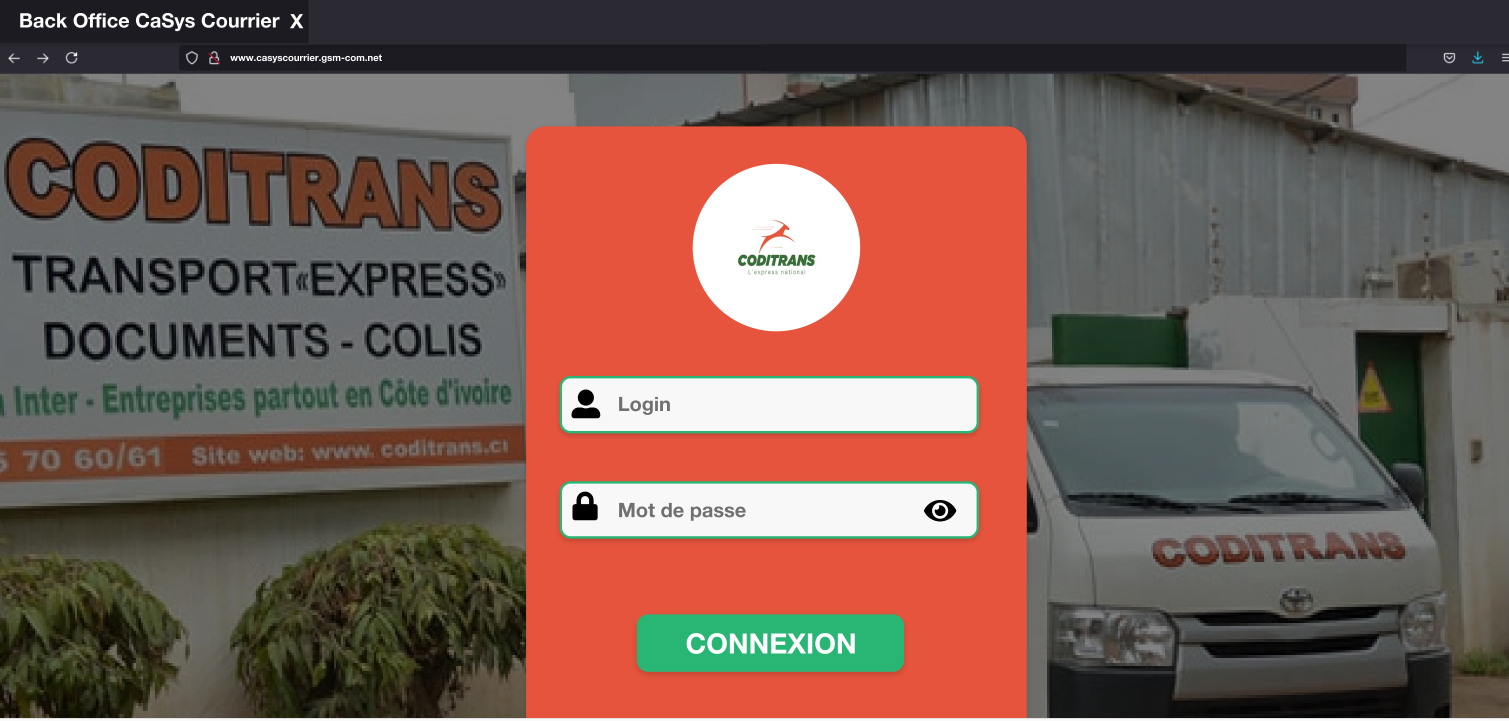 Back Office CaSys Courrier X
www.casyscourrier.gsm-com.net
CODITRANS
TRANSPORT«EXPRESS»
DOCUMENTS - COLIS
Inter - Entreprises partout en Côte d'ivoire
70 60/61 Site web: www. coditrans.ci
CODITRANS
L'express national
Login
Mot de passe
CONNEXION
CODITRANS